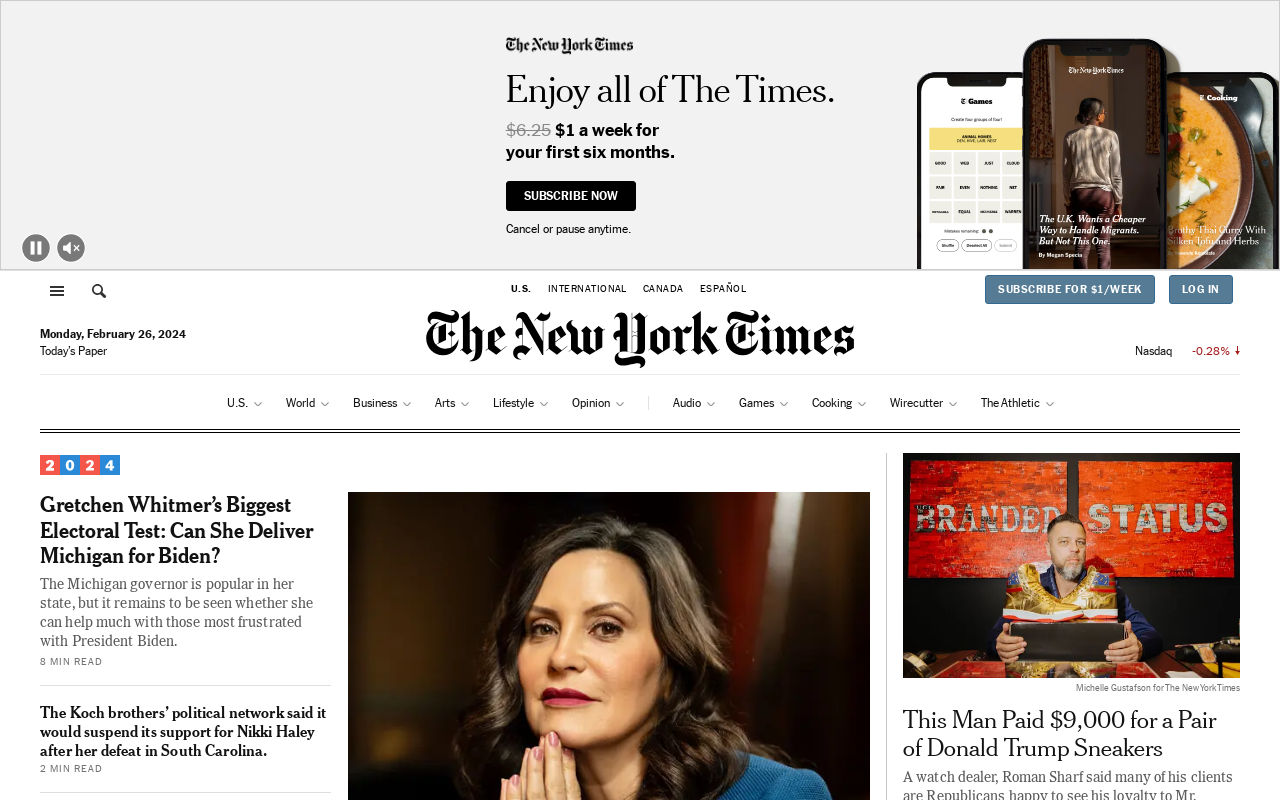 The New York Times
Enjoy all of The Times.
$6.25 $1 a week for
your first six months.
SUBSCRIBE NOW
Cancel or pause anytime.
Games
Create four groups of four!
ANIMAL HOMES
DEN, HIVE, LAIR, NEST
GOOD WEB JUST CLOUD
FAIR EVEN NOTHING NET
EQUAL WARREN
Mistakes remaining:
Shuffle Deselect All Submit
The New York Times
The U.K. Wants a Cheaper
Way to Handle Migrants.
But Not This One.
By Megan Specia
Cooking
Brothy Thai Curry With
Silken Tofu and Herbs
U.S. INTERNATIONAL CANADA ESPAÑOL
SUBSCRIBE FOR $1/WEEK LOG IN
Monday, February 26, 2024
Today's Paper
The New York Times
Nasdaq -0.28%
U.S. World Business Arts Lifestyle Opinion Audio Games Cooking Wirecutter The Athletic
2024
Gretchen Whitmer’s Biggest
Electoral Test: Can She Deliver
Michigan for Biden?
The Michigan governor is popular in her
state, but it remains to be seen whether she
can help much with those most frustrated
with President Biden.
8 MIN READ
The Koch brothers’ political network said it
would suspend its support for Nikki Haley
after her defeat in South Carolina.
2 MIN READ
BRANDED STATUS
Michelle Gustafson for The New York Times
This Man Paid $9,000 for a Pair
of Donald Trump Sneakers
A watch dealer, Roman Sharf said many of his clients
are Republicans happy to see his loyalty to Mr.